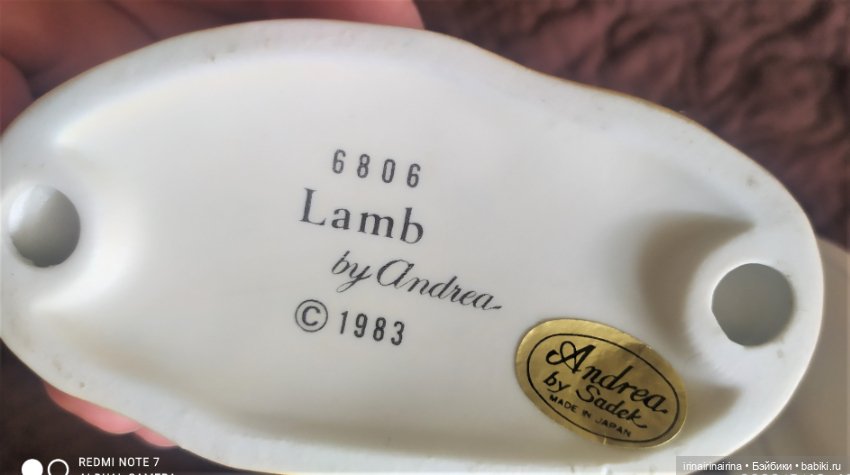 6806
Lamb
by Andrea
© 1983
Andrea
by Sadek
MADE IN JAPAN
REDMI NOTE 7
irinairinairina | Бэйбики | babiki.ru